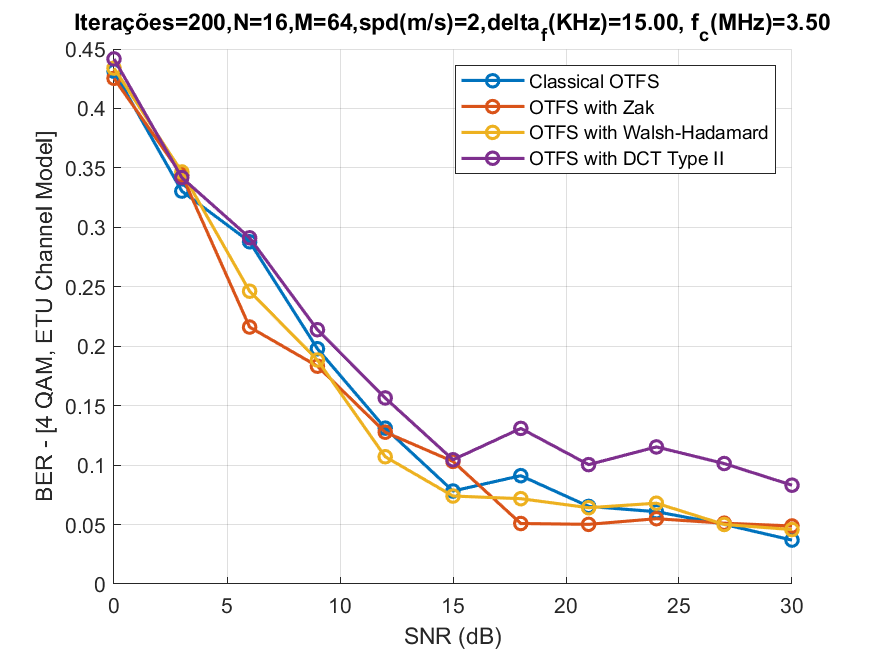 Iterações=200,N=16,M=64,spd(m/s)=2,delta_f(KHz)=15.00, f_c(MHz)=3.50
Classical OTFS
OTFS with Zak
OTFS with Walsh-Hadamard
OTFS with DCT Type II
BER - [4 QAM, ETU Channel Model]
0.45
0.4
0.35
0.3
0.25
0.2
0.15
0.1
0.05
0
0 5 10 15 20 25 30
SNR (dB)